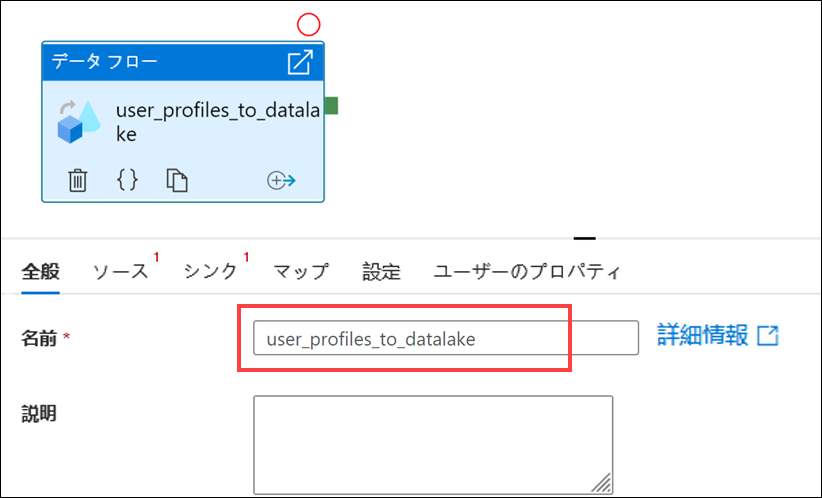 データ フロー
user_profiles_to_datala
ke
{}
全般 ソース 1 シンク 1 マップ 設定 ユーザーのプロパティ
名前 * user_profiles_to_datalake 詳細情報
説明